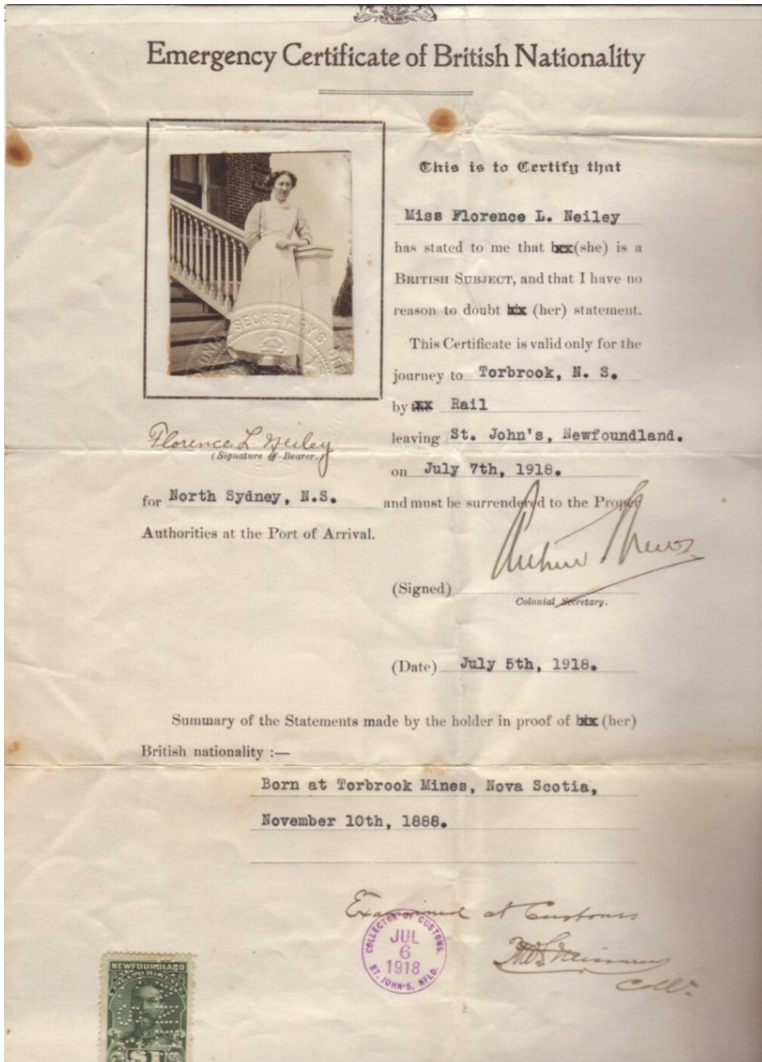 Emergency Certificate of British Nationality
This is to Certify that
Miss Florence L. Neiley
has stated to me that (she) is a
BRITISH SUBJECT, and that I have no
reason to doubt (her) statement.
This Certificate is valid only for the
journey to Torbrook, N. S.
by Rail
leaving St. John's, Newfoundland.
on July 7th, 1918.
SECRETARY'S
Florence L. Neiley
(Signature of Bearer.)
for North Sydney, N.S. and must be surrendered to the Proper
Authorities at the Port of Arrival.
(Signed) Arthur Mews
Colonial Secretary.
(Date) July 5th, 1918.
Summary of the Statements made by the holder in proof of (her)
British nationality :—
Born at Torbrook Mines, Nova Scotia,
November 10th, 1888.
Examined at Customs
COLLECTOR OF CUSTOMS.
JUL
6
1918
ST. JOHN'S, NFLD.
NEWFOUNDLAND
$1